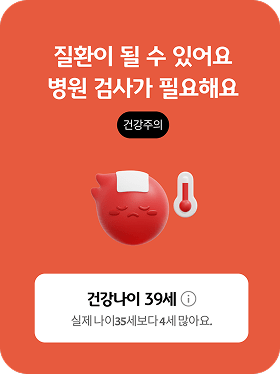 질환이 될 수 있어요
병원 검사가 필요해요
건강주의
건강나이 39세 ⓘ
실제 나이35세보다 4세 많아요.